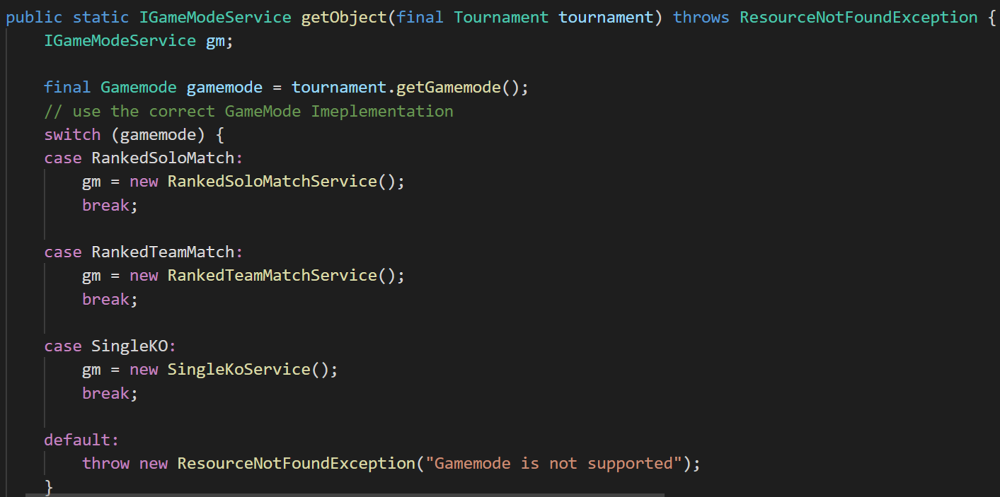 public static IGameModeService getObject(final Tournament tournament) throws ResourceNotFoundException {
IGameModeService gm;
final Gamemode gamemode = tournament.getGamemode();
// use the correct GameMode Imeplementation
switch (gamemode) {
case RankedSoloMatch:
gm = new RankedSoloMatchService();
break;
case RankedTeamMatch:
gm = new RankedTeamMatchService();
break;
case SingleKO:
gm = new SingleKoService();
break;
default:
throw new ResourceNotFoundException("Gamemode is not supported");
}